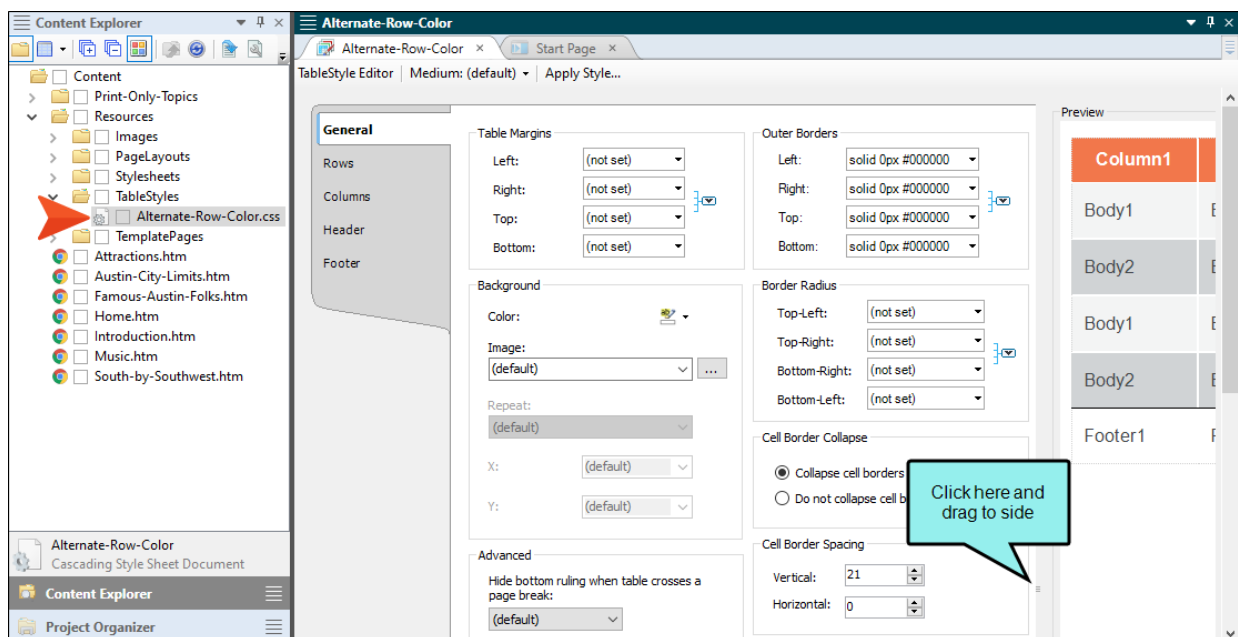 Content Explorer
Alternate-Row-Color
Alternate-Row-Color
Start Page
TableStyle Editor Medium: (default) Apply Style...
Content
Print-Only-Topics
Resources
Images
PageLayouts
Stylesheets
TableStyles
Alternate-Row-Color.css
TemplatePages
Attractions.htm
Austin-City-Limits.htm
Famous-Austin-Folks.htm
Home.htm
Introduction.htm
Music.htm
South-by-Southwest.htm
Alternate-Row-Color
Cascading Style Sheet Document
Content Explorer
Project Organizer
General
Rows
Columns
Header
Footer
Table Margins
Left: (not set)
Right: (not set)
Top: (not set)
Bottom: (not set)
Background
Color:
Image:
(default)
...
Repeat:
(default)
X: (default)
Y: (default)
Advanced
Hide bottom ruling when table crosses a
page break:
(default)
Outer Borders
Left: solid 0px #000000
Right: solid 0px #000000
Top: solid 0px #000000
Bottom: solid 0px #000000
Border Radius
Top-Left: (not set)
Top-Right: (not set)
Bottom-Right: (not set)
Bottom-Left: (not set)
Cell Border Collapse
Collapse cell borders
Do not collapse cell b
Click here and
drag to side
Cell Border Spacing
Vertical: 21
Horizontal: 0
Preview
Column1
Body1
Body2
Body1
Body2
Footer1